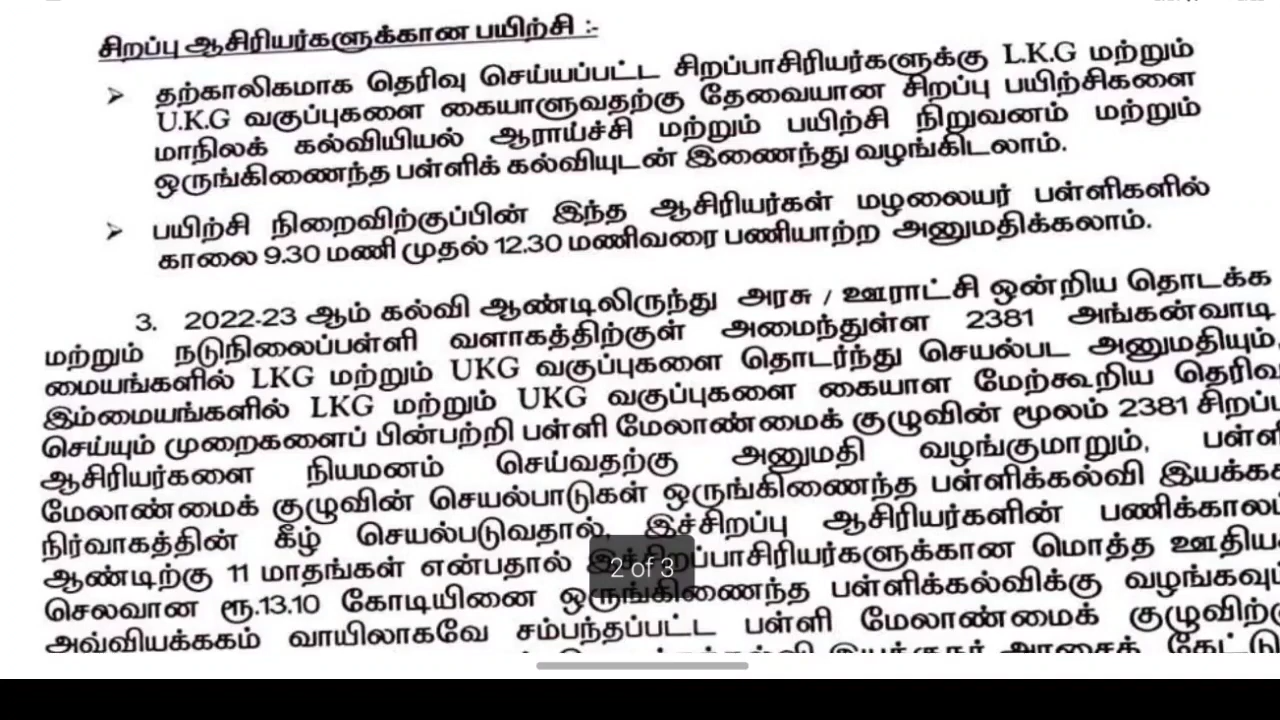 சிறப்பு ஆசிரியர்களுக்கான பயிற்சி :-
➢ தற்காலிகமாக தெரிவு செய்யப்பட்ட சிறப்பாசிரியர்களுக்கு L.K.G மற்றும்
U.K.G வகுப்புகளை கையாளுவதற்கு தேவையான சிறப்பு பயிற்சிகளை
மாநிலக் கல்வியியல் ஆராய்ச்சி மற்றும் பயிற்சி நிறுவனம் மற்றும்
ஒருங்கிணைந்த பள்ளிக் கல்வியுடன் இணைந்து வழங்கிடலாம்.
➢ பயிற்சி நிறைவிற்குப்பின் இந்த ஆசிரியர்கள் மழலையர் பள்ளிகளில்
காலை 9.30 மணி முதல் 12.30 மணிவரை பணியாற்ற அனுமதிக்கலாம்.
3. 2022-23 ஆம் கல்வி ஆண்டிலிருந்து அரசு / ஊராட்சி ஒன்றிய தொடக்க
மற்றும் நடுநிலைப்பள்ளி வளாகத்திற்குள் அமைந்துள்ள 2381 அங்கன்வாடி
மையங்களில் LKG மற்றும் UKG வகுப்புகளை தொடர்ந்து செயல்பட அனுமதியும்,
இம்மையங்களில் LKG மற்றும் UKG வகுப்புகளை கையாள மேற்கூறிய தெரிவு
செய்யும் முறைகளைப் பின்பற்றி பள்ளி மேலாண்மைக் குழுவின் மூலம் 2381 சிறப்பு
ஆசிரியர்களை நியமனம் செய்வதற்கு அனுமதி வழங்குமாறும், பள்ளி
மேலாண்மைக் குழுவின் செயல்பாடுகள் ஒருங்கிணைந்த பள்ளிக்கல்வி இயக்கக
நிர்வாகத்தின் கீழ் செயல்படுவதால், இச்சிறப்பு ஆசிரியர்களின் பணிக்காலம்
ஆண்டிற்கு 11 மாதங்கள் என்பதால் இச்சிறப்பாசிரியர்களுக்கான மொத்த ஊதிய
செலவான ரூ.13.10 கோடியினை ஒருங்கிணைந்த பள்ளிக்கல்விக்கு வழங்கவும்
அவ்வியக்ககம் வாயிலாகவே சம்பந்தப்பட்ட பள்ளி மேலாண்மைக் குழுவிற்கு
அரசைக் கேட்டு
2 of 3